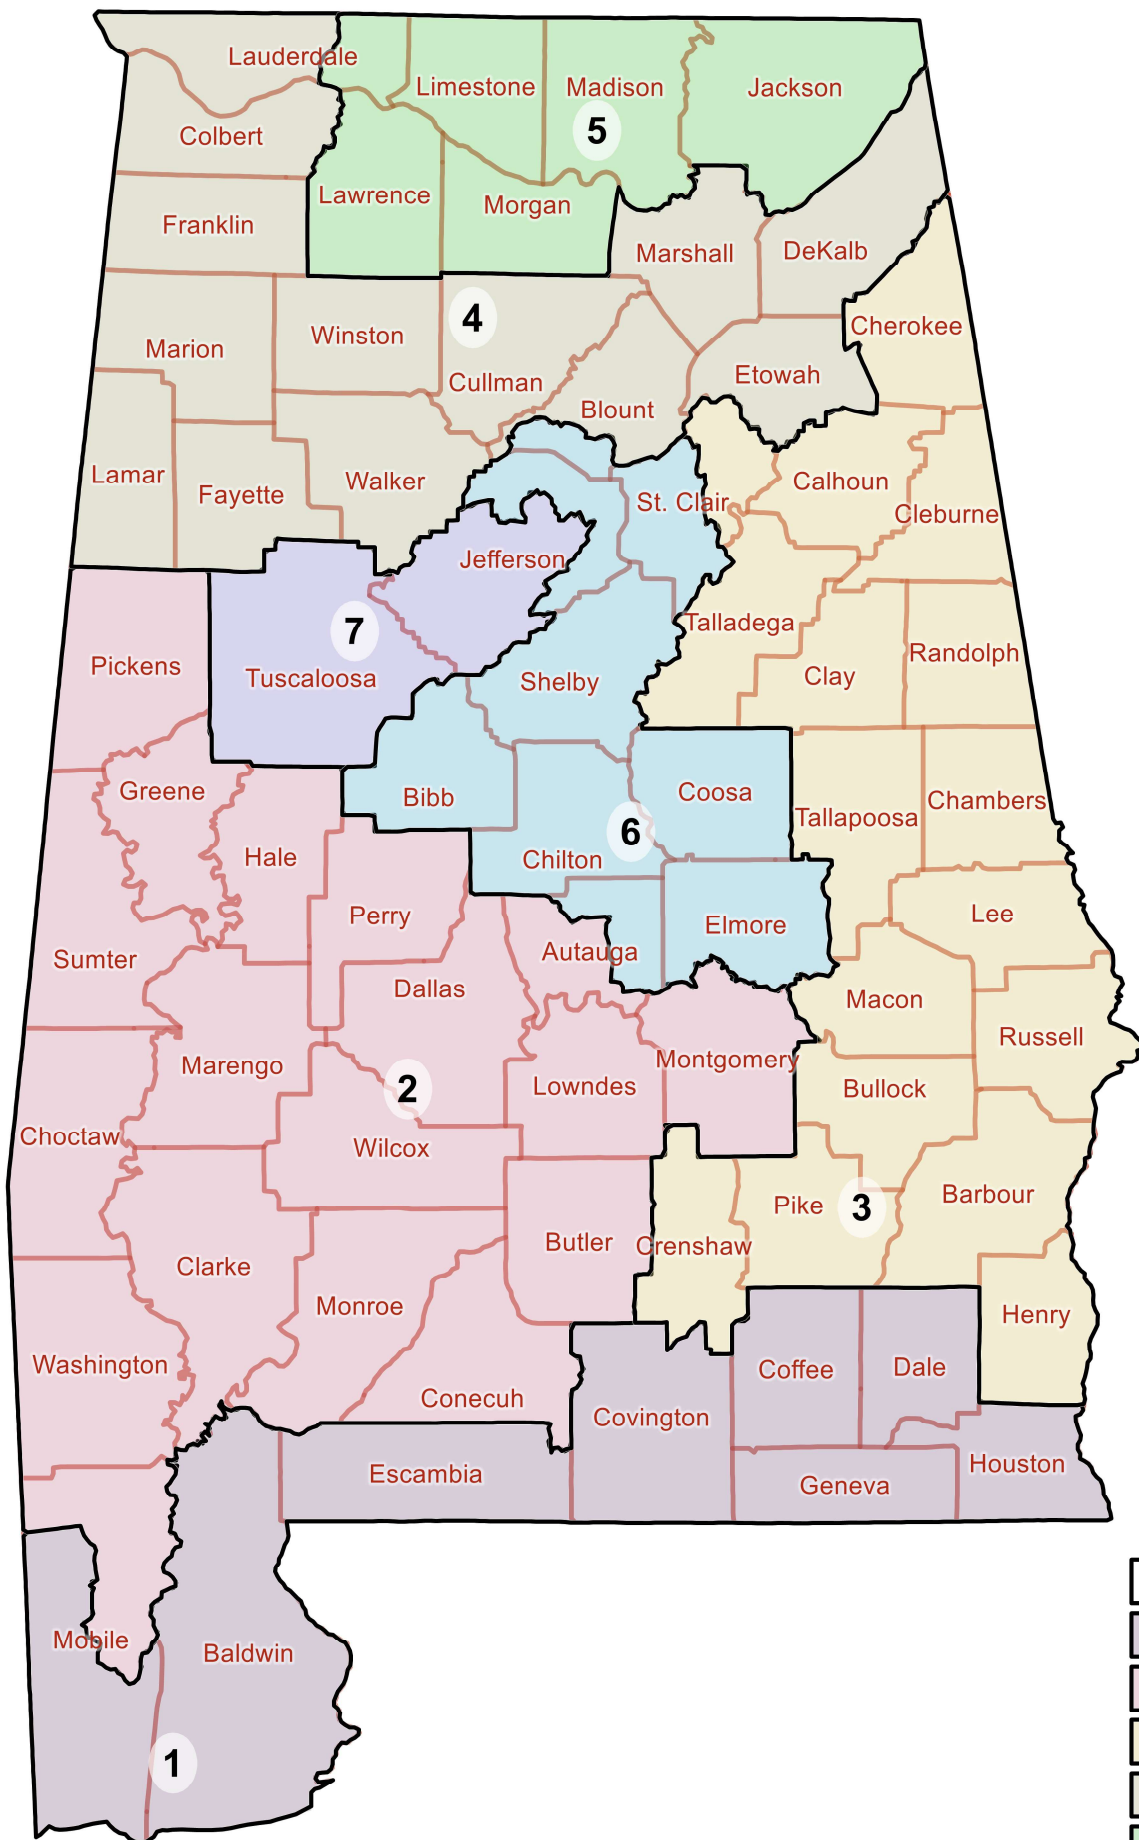 Lauderdale
Limestone
Madison
Jackson
5
Colbert
Lawrence
Morgan
Franklin
Marshall
DeKalb
4
Cherokee
Winston
Marion
Etowah
Cullman
Blount
Lamar
Walker
Calhoun
Fayette
St. Clair
Cleburne
Jefferson
7
Talladega
Randolph
Pickens
Tuscaloosa
Shelby
Clay
Greene
Coosa
Bibb
Chambers
Tallapoosa
6
Hale
Chilton
Perry
Lee
Elmore
Autauga
Sumter
Dallas
Macon
Russell
Marengo
Montgomery
2
Lowndes
Bullock
Choctaw
Wilcox
Barbour
Pike
3
Butler
Crenshaw
Clarke
Monroe
Henry
Washington
Coffee
Dale
Conecuh
Covington
Houston
Escambia
Geneva
Mobile
Baldwin
1